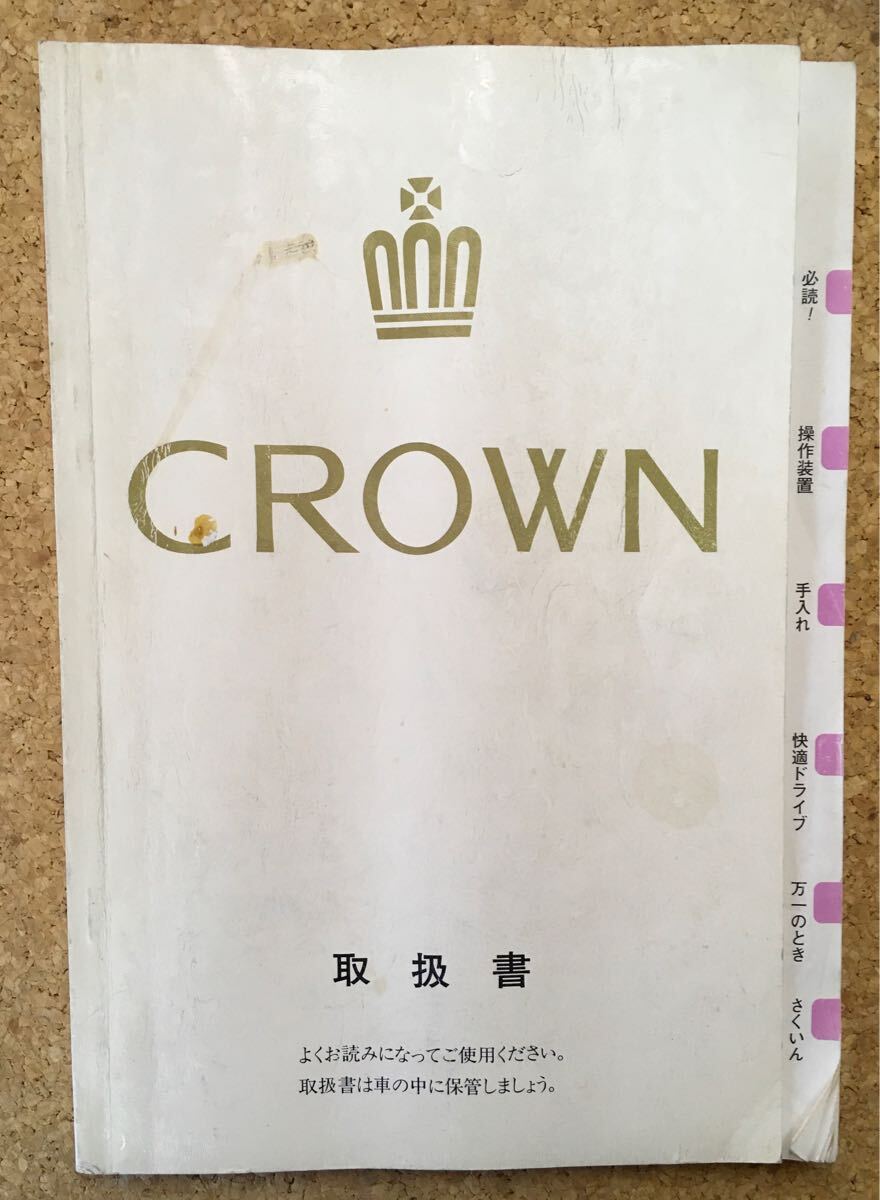 CROWN
取扱書
よくお読みになってご使用ください。
取扱書は車の中に保管しましょう。
必読!
操作装置
手入れ
快適ドライブ
万一のとき
さくいん